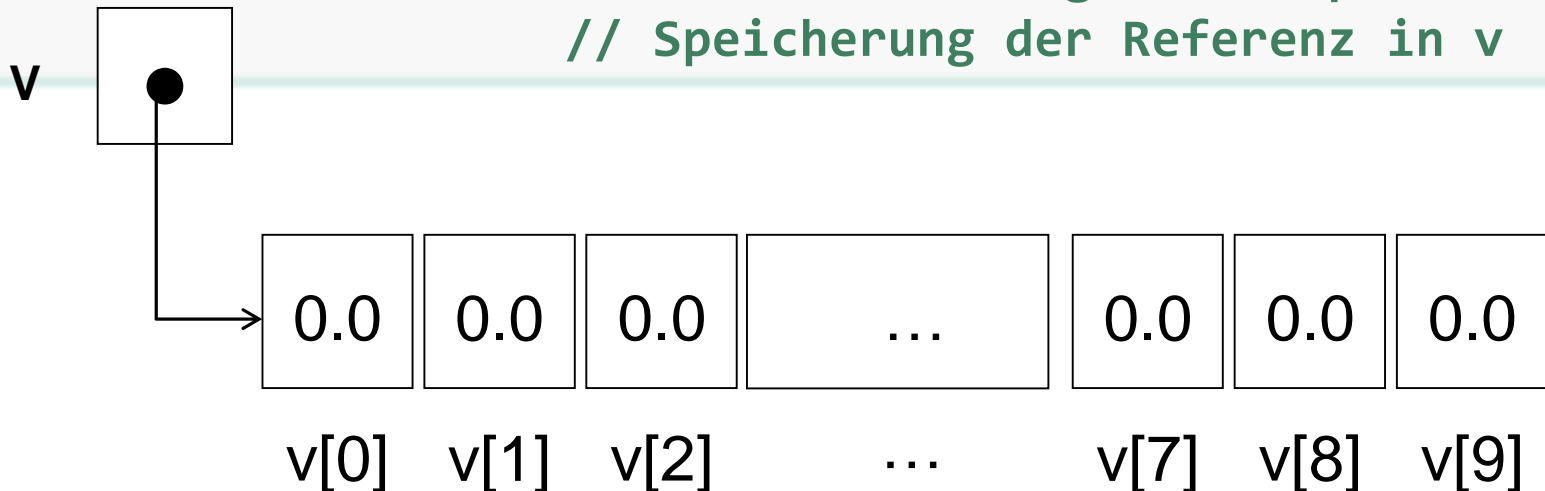 // Speicherung der Referenz in v
v
0.0 0.0 0.0 ... 0.0 0.0 0.0
v[0] v[1] v[2] ... v[7] v[8] v[9]